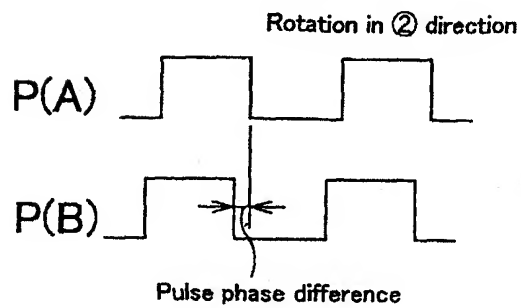 Rotation in ② direction
P(A)
P(B)
Pulse phase difference